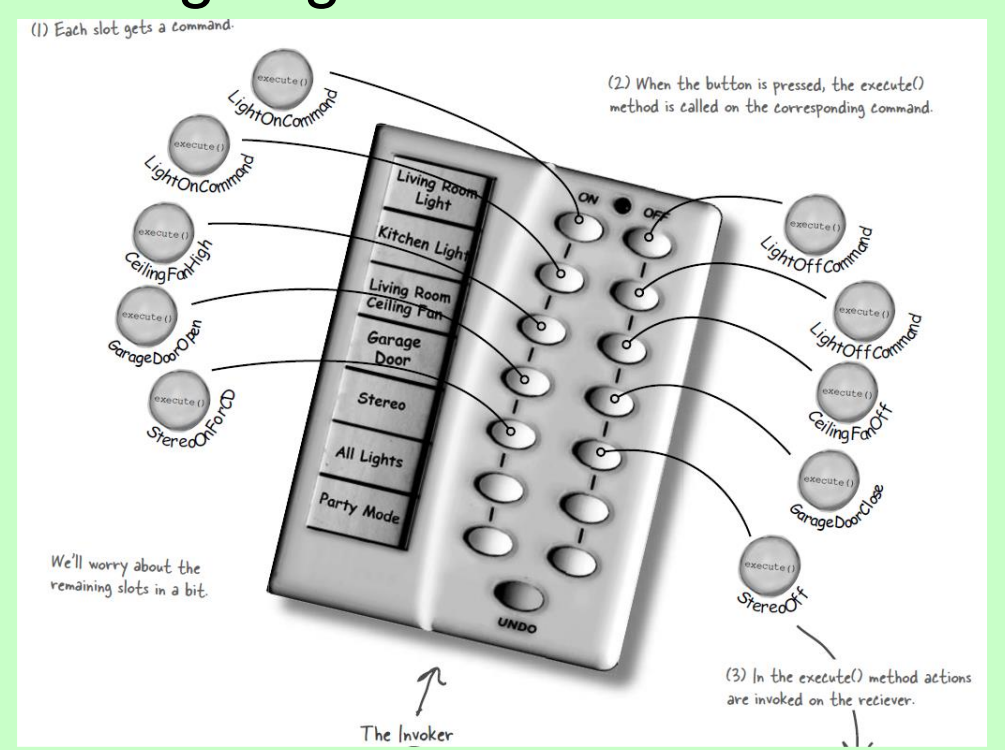 (1) Each slot gets a command.
(2) When the button is pressed, the execute()
method is called on the corresponding command.
execute()
LightOnCommand
execute()
LightOnCommand
execute()
CeilingFanHigh
execute()
GarageDoorOpen
execute()
StereoOnForCD
Living Room
Light
Kitchen Light
Living Room
Ceiling Fan
Garage
Door
Stereo
All Lights
Party Mode
ON
OFF
UNDO
execute()
LightOffCommand
execute()
LightOffCommand
execute()
CeilingFanOff
execute()
GarageDoorClose
execute()
StereoOff
We'll worry about the
remaining slots in a bit.
(3) In the execute() method actions
are invoked on the reciever.
The Invoker